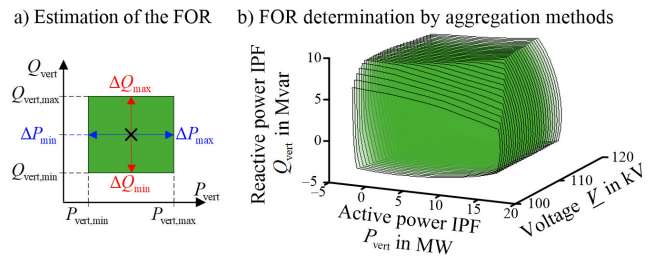 a) Estimation of the FOR
b) FOR determination by aggregation methods
Q_vert
ΔQ_max
Q_vert,max
ΔP_min
ΔP_max
Q_vert,min
ΔQ_min
P_vert
P_vert,min
P_vert,max
Reactive power IPF
Q_vert in Mvar
10
5
0
−5
−5
0
5
10
15
20
Active power IPF
P_vert in MW
100
110
120
Voltage V in kV